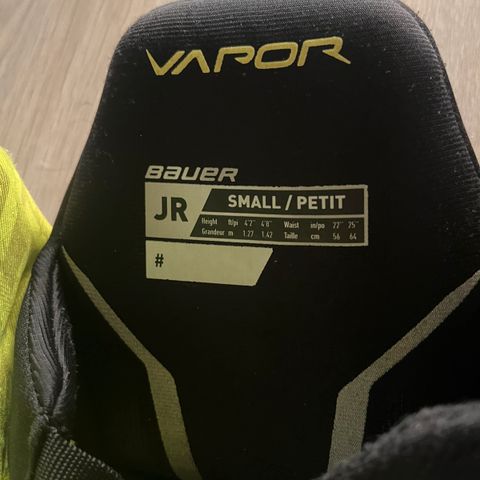 VAPOR
BAUER
JR SMALL / PETIT
Height ft/pi 4'2" 4'8" Waist in/po 22" 25"
Grandeur m 1.27 1.42 Taille cm 56 64
#